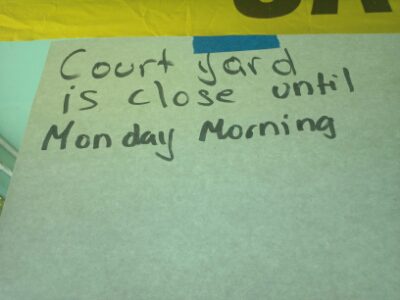 Court yard
is close until
Monday Morning